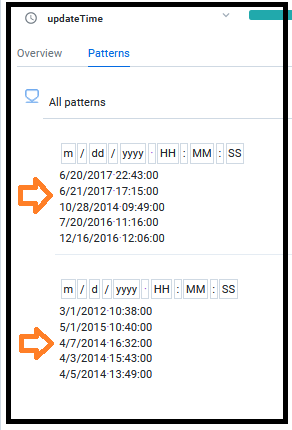 updateTime
Overview Patterns
All patterns
m / dd / yyyy · HH : MM : SS
6/20/2017·22:43:00
6/21/2017·17:15:00
10/28/2014·09:49:00
7/20/2016·11:16:00
12/16/2016·12:06:00
m / d / yyyy · HH : MM : SS
3/1/2012·10:38:00
5/1/2015·10:40:00
4/7/2014·16:32:00
4/3/2014·15:43:00
4/5/2014·13:49:00